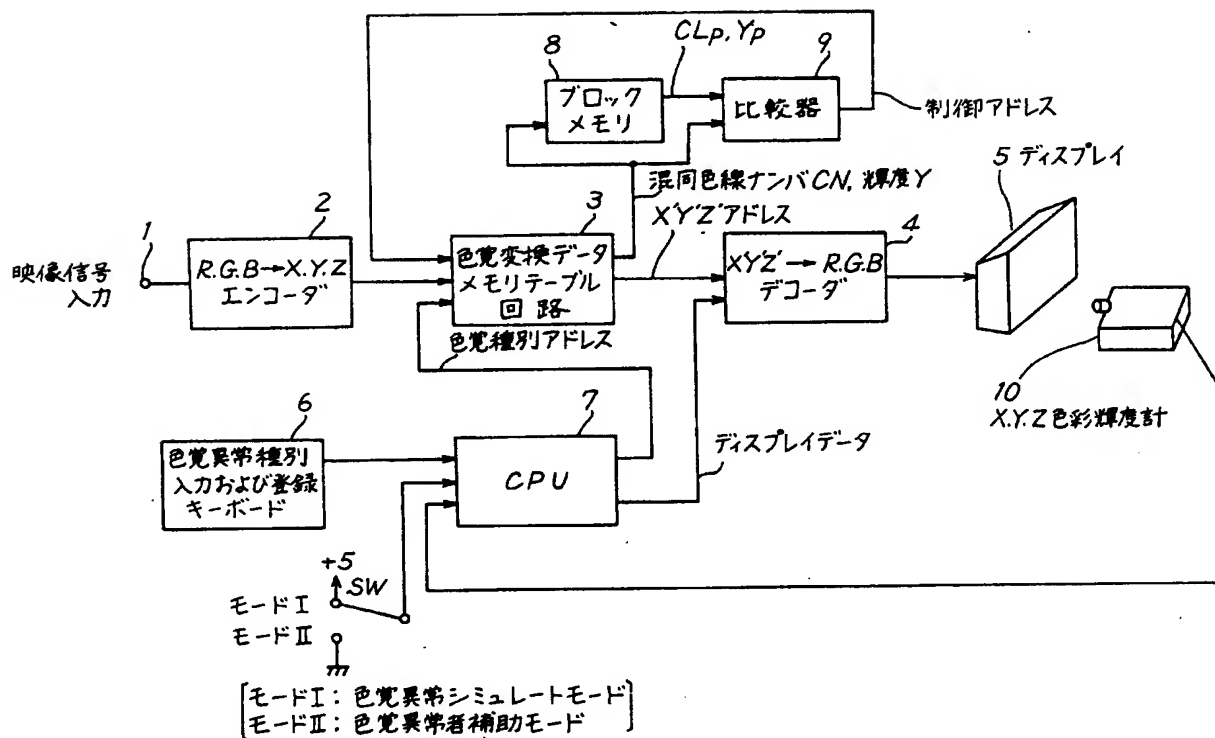 CLP, YP
8
9
ブロック
メモリ
比較器
制御アドレス
5 ディスプレイ
混同色線ナンバCN, 輝度Y
X'Y'Z'アドレス
1
2
3
4
映像信号
入力
R.G.B→X.Y.Z
エンコーダ
色覚変換データ
メモリテーブル
回路
X'Y'Z'→R.G.B
デコーダ
色覚種別アドレス
10
X.Y.Z色彩輝度計
6
7
色覚異常種別
入力および登録
キーボード
CPU
ディスプレイデータ
+5
SW
モードI
モードII
モードI: 色覚異常シミュレートモード
モードII: 色覚異常者補助モード